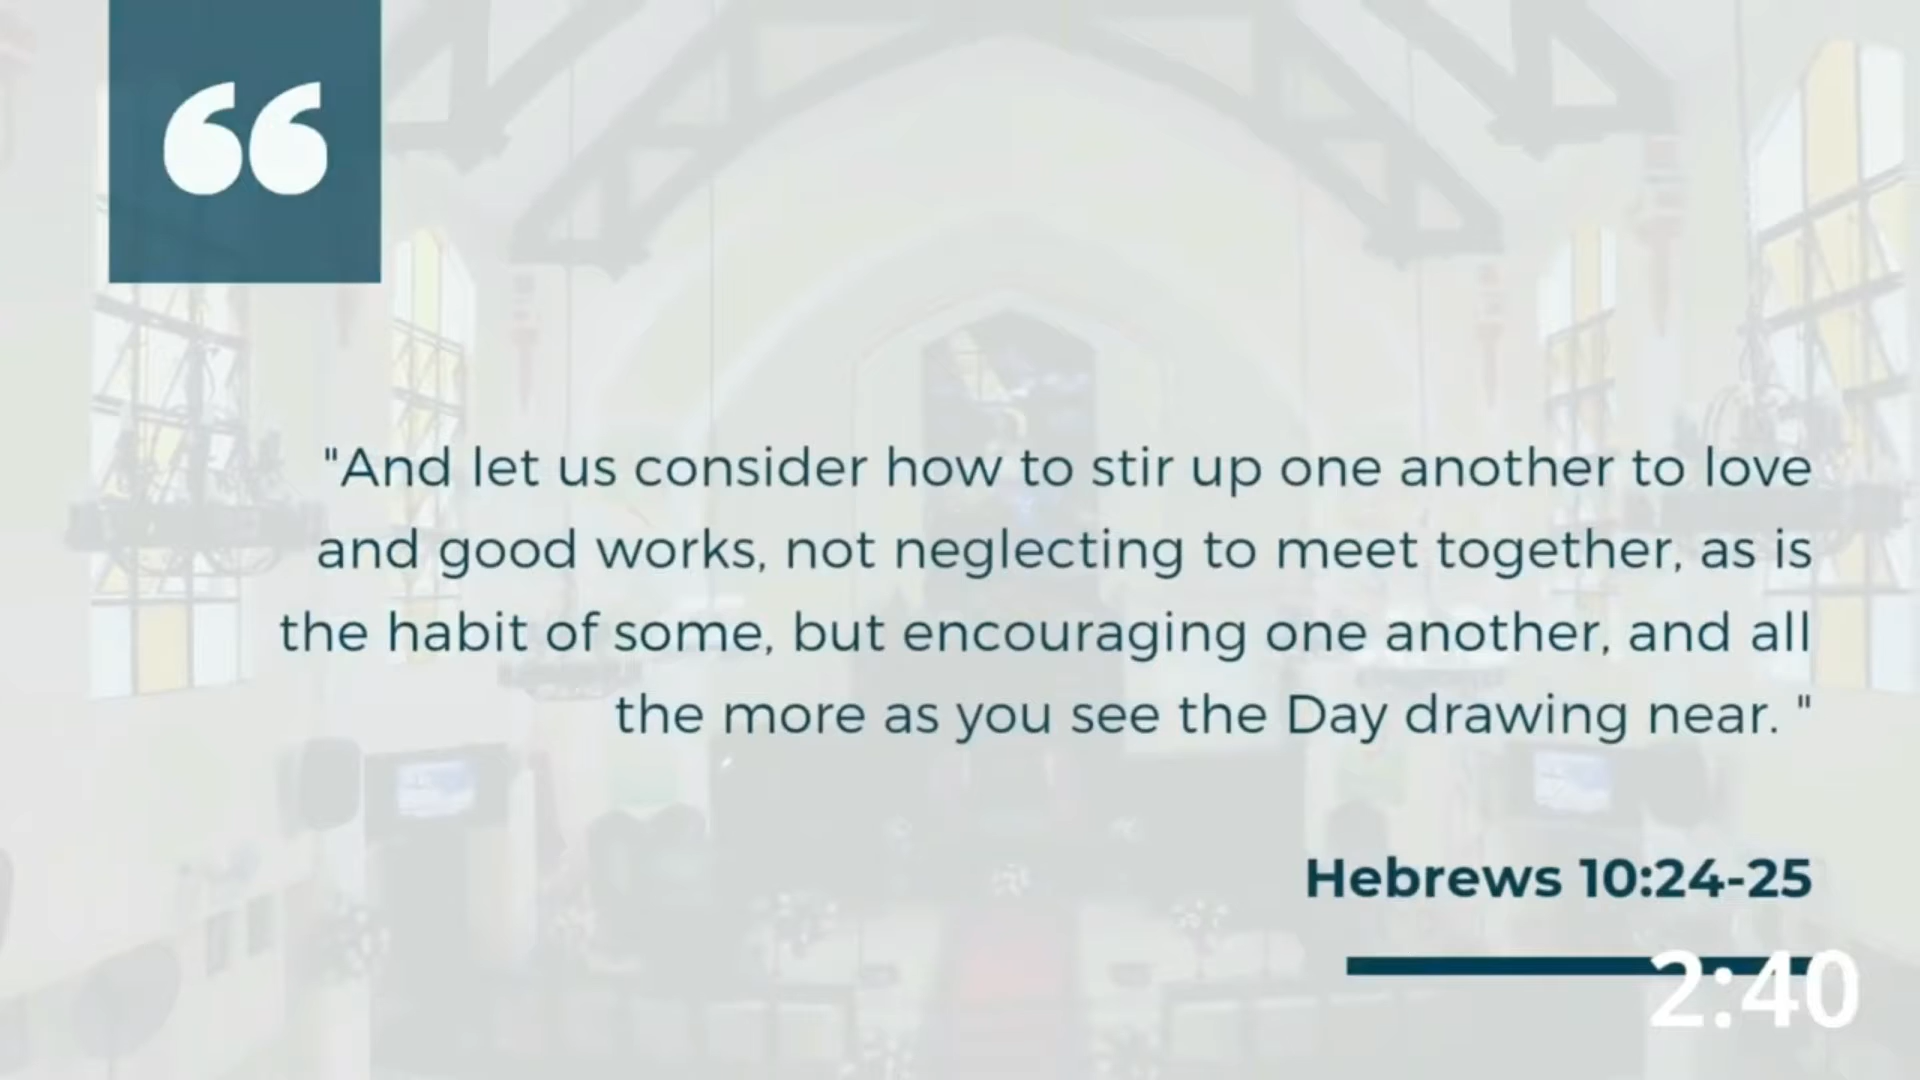 "And let us consider how to stir up one another to love
and good works, not neglecting to meet together, as is
the habit of some, but encouraging one another, and all
the more as you see the Day drawing near. "
Hebrews 10:24-25
2:40